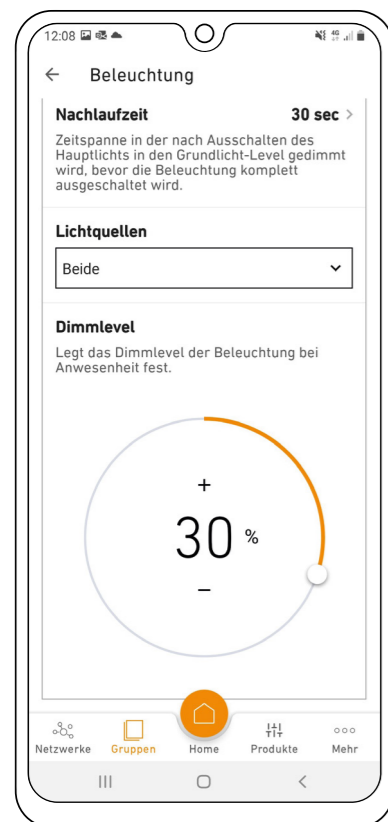 12:08 4G
Beleuchtung
Nachlaufzeit 30 sec >
Zeitspanne in der nach Ausschalten des
Hauptlichts in den Grundlicht-Level gedimmt
wird, bevor die Beleuchtung komplett
ausgeschaltet wird.
Lichtquellen
Beide
Dimmlevel
Legt das Dimmlevel der Beleuchtung bei
Anwesenheit fest.
+
30 %
−
Netzwerke Gruppen Home Produkte Mehr